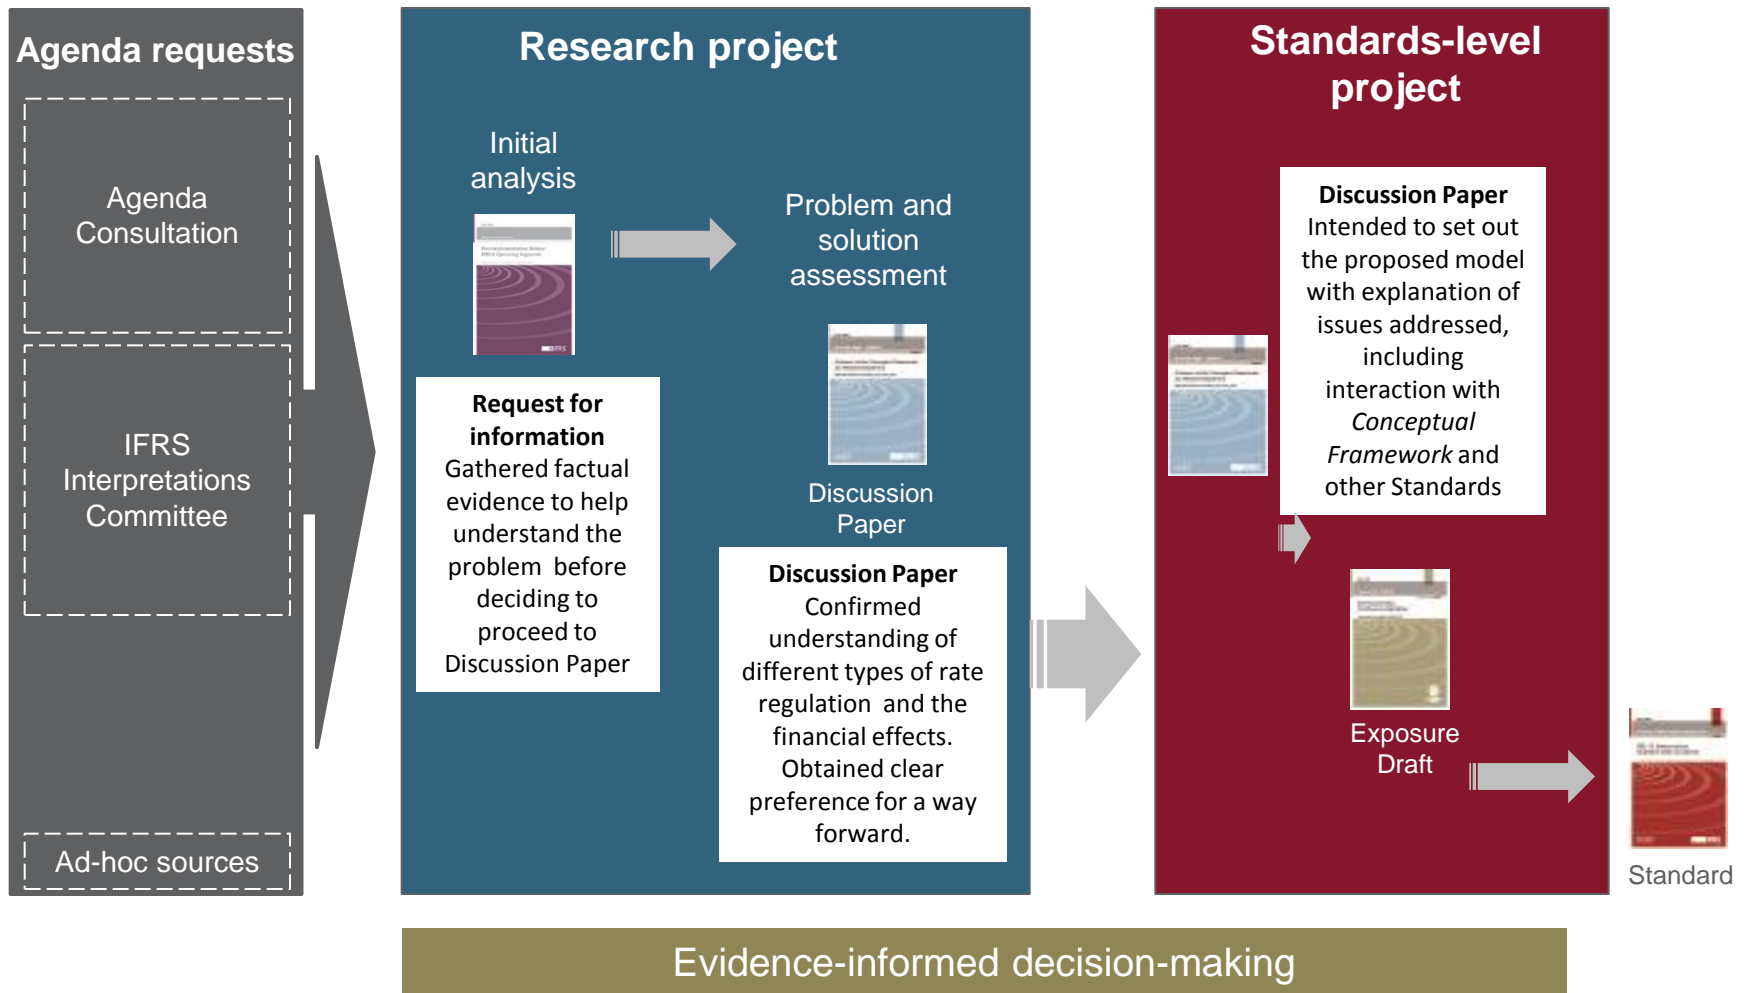 Agenda requests
Agenda
Consultation
IFRS
Interpretations
Committee
Ad-hoc sources
Research project
Initial
analysis
IFRS
Request for
information
Gathered factual
evidence to help
understand the
problem before
deciding to
proceed to
Discussion Paper
Problem and
solution
assessment
Discussion
Paper
Discussion Paper
Confirmed
understanding of
different types of rate
regulation and the
financial effects.
Obtained clear
preference for a way
forward.
Standards-level
project
Discussion Paper
Intended to set out
the proposed model
with explanation of
issues addressed,
including
interaction with
Conceptual
Framework and
other Standards
Exposure
Draft
Standard
Evidence-informed decision-making